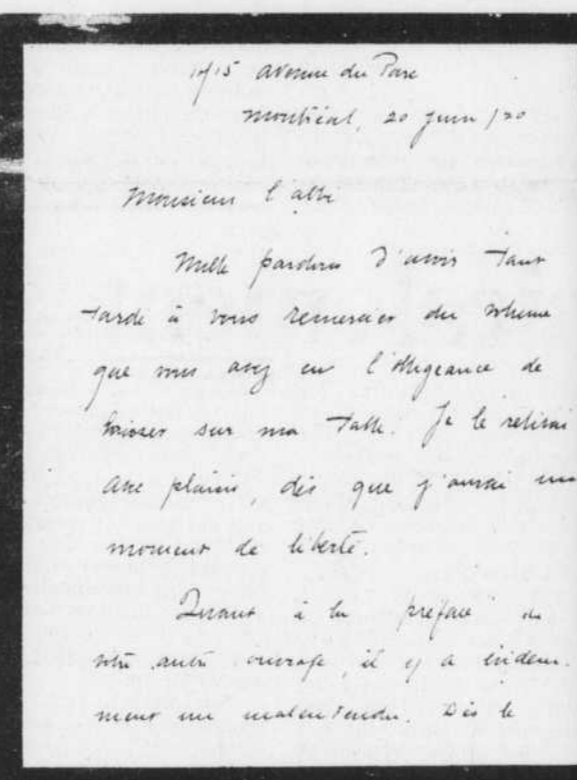 avenue du Parc
Montréal, 20 juin /20
Monsieur l'abbé
Mille pardons d'avoir tant
tardé à vous remercier du volume
que vous avez eu l'obligeance de
laisser sur ma table. Je le relirai
avec plaisir, dès que j'aurai un
moment de liberté.
Quant à la préface de
votre autre ouvrage, il y a évidem-
ment un malentendu. Dès le